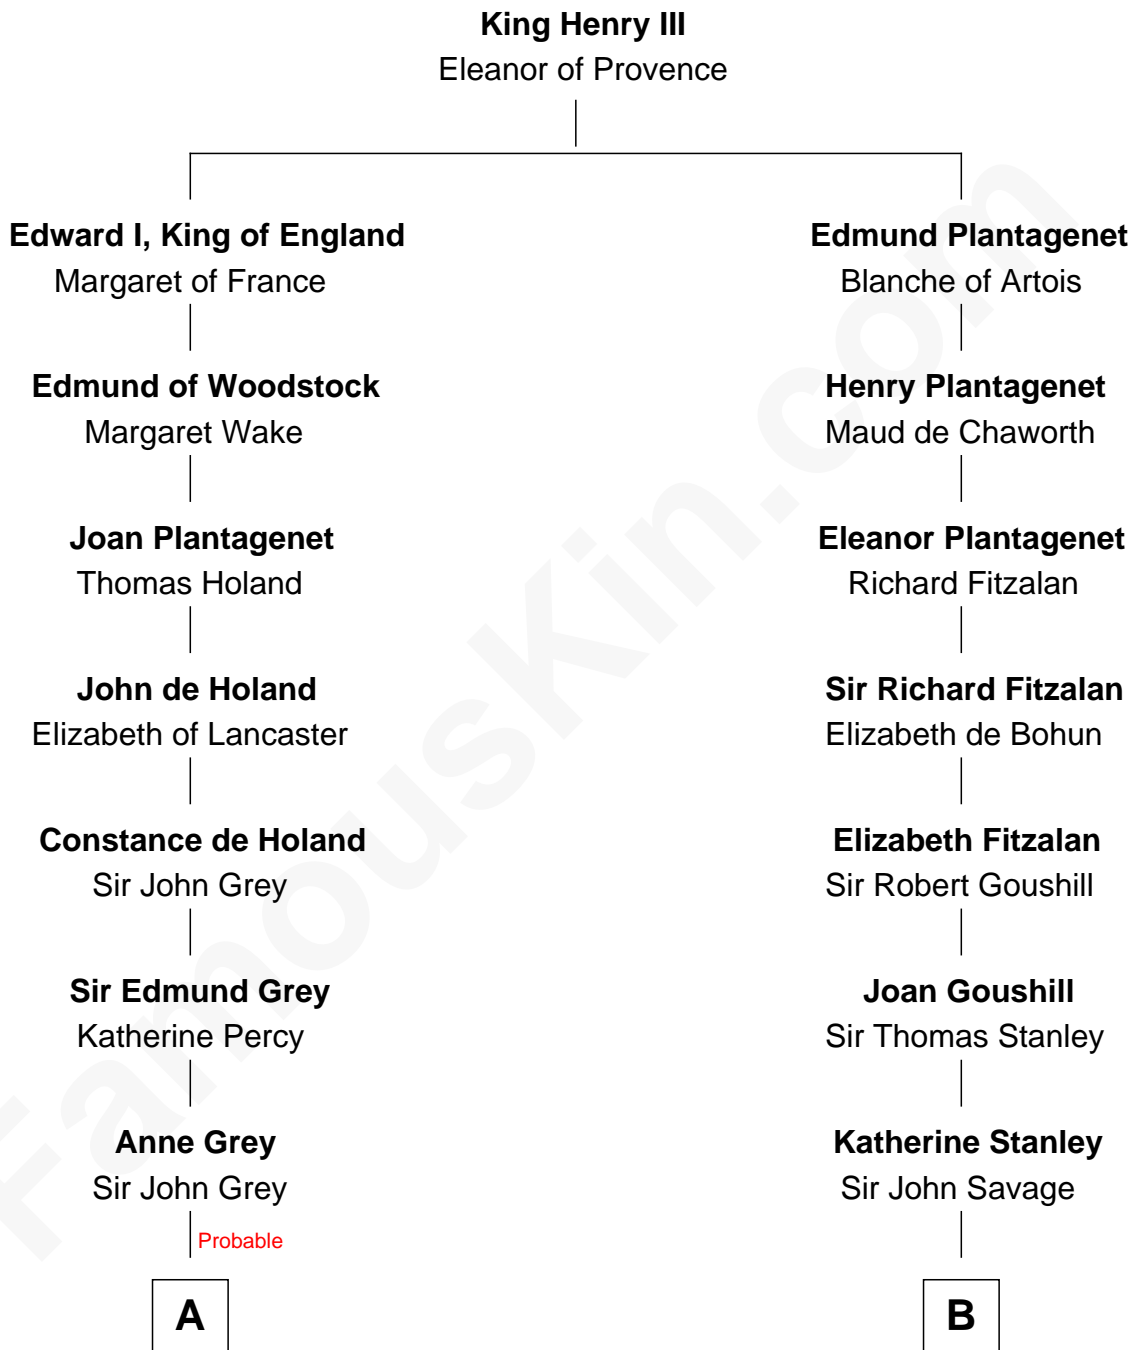 King Henry III
Eleanor of Provence
Edward I, King of England
Margaret of France
Edmund Plantagenet
Blanche of Artois
Edmund of Woodstock
Margaret Wake
Henry Plantagenet
Maud de Chaworth
Joan Plantagenet
Thomas Holand
Eleanor Plantagenet
Richard Fitzalan
John de Holand
Elizabeth of Lancaster
Sir Richard Fitzalan
Elizabeth de Bohun
Constance de Holand
Sir John Grey
Elizabeth Fitzalan
Sir Robert Goushill
Sir Edmund Grey
Katherine Percy
Joan Goushill
Sir Thomas Stanley
Anne Grey
Sir John Grey
Katherine Stanley
Sir John Savage
Probable
A
B
FamousKin.com